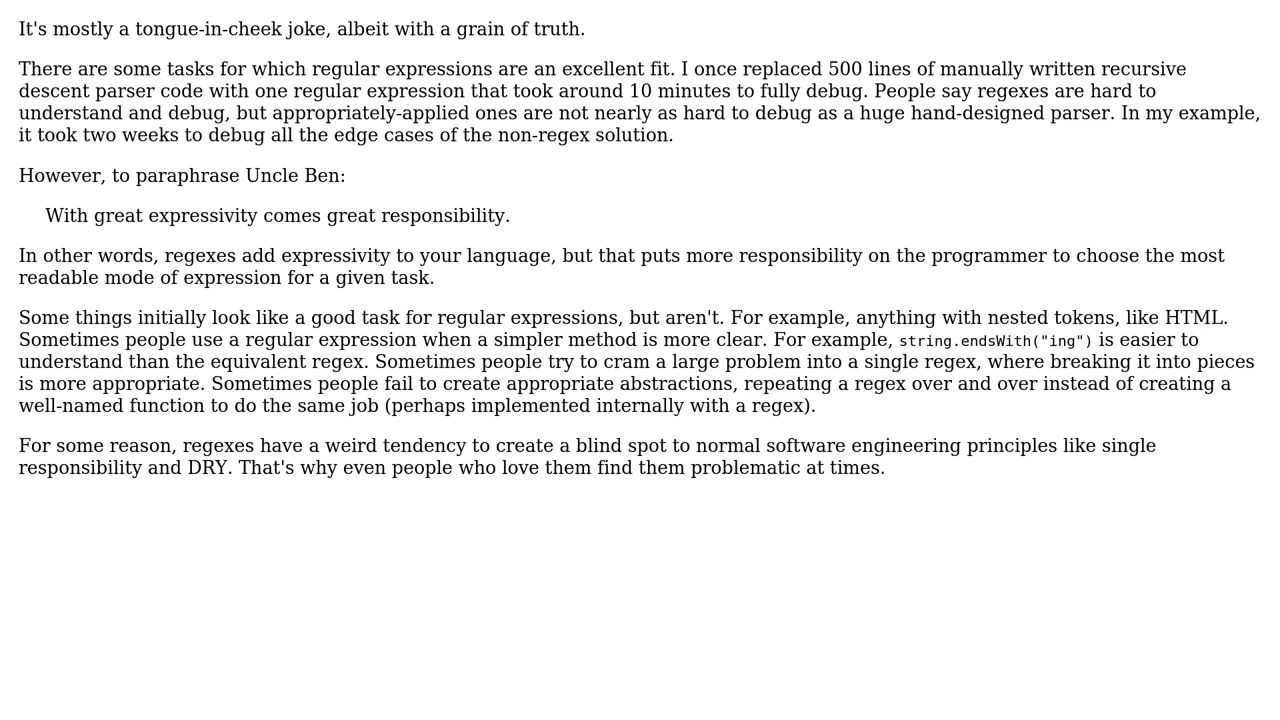 It's mostly a tongue-in-cheek joke, albeit with a grain of truth.
There are some tasks for which regular expressions are an excellent fit. I once replaced 500 lines of manually written recursive
descent parser code with one regular expression that took around 10 minutes to fully debug. People say regexes are hard to
understand and debug, but appropriately-applied ones are not nearly as hard to debug as a huge hand-designed parser. In my example,
it took two weeks to debug all the edge cases of the non-regex solution.
However, to paraphrase Uncle Ben:
With great expressivity comes great responsibility.
In other words, regexes add expressivity to your language, but that puts more responsibility on the programmer to choose the most
readable mode of expression for a given task.
Some things initially look like a good task for regular expressions, but aren't. For example, anything with nested tokens, like HTML.
Sometimes people use a regular expression when a simpler method is more clear. For example, string.endsWith("ing") is easier to
understand than the equivalent regex. Sometimes people try to cram a large problem into a single regex, where breaking it into pieces
is more appropriate. Sometimes people fail to create appropriate abstractions, repeating a regex over and over instead of creating a
well-named function to do the same job (perhaps implemented internally with a regex).
For some reason, regexes have a weird tendency to create a blind spot to normal software engineering principles like single
responsibility and DRY. That's why even people who love them find them problematic at times.